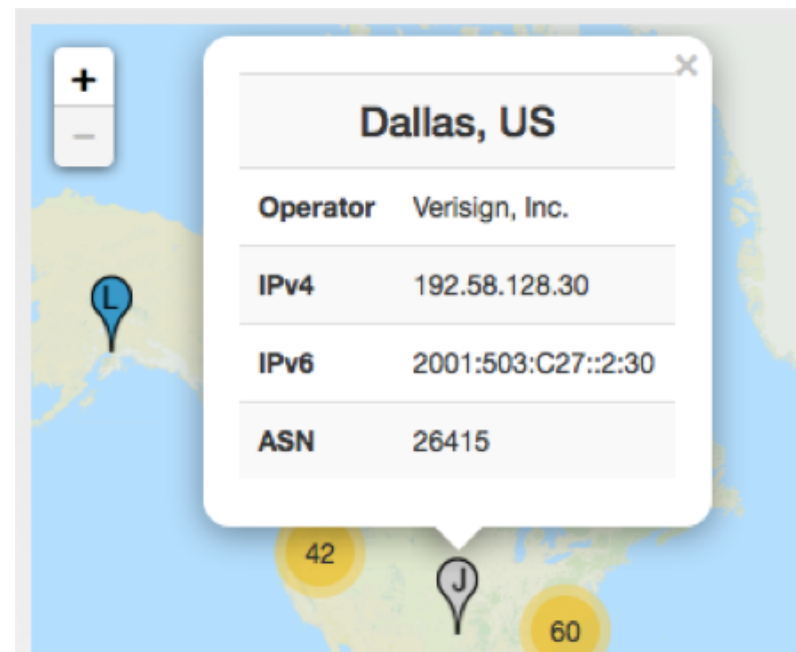 +
−
×
Dallas, US
Operator Verisign, Inc.
IPv4 192.58.128.30
IPv6 2001:503:C27::2:30
ASN 26415
L
42
J
60